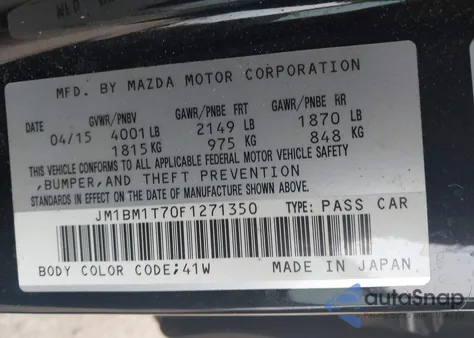 MFD. BY MAZDA MOTOR CORPORATION
GVWR/PNBV GAWR/PNBE FRT GAWR/PNBE RR
DATE
04/15 4001 LB 2149 LB 1870 LB
1815 KG 975 KG 848 KG
THIS VEHICLE CONFORMS TO ALL APPLICABLE FEDERAL MOTOR VEHICLE SAFETY
,BUMPER,AND THEFT PREVENTION
STANDARDS IN EFFECT ON THE DATE OF MANUFACTURE SHOWN ABOVE.
JM1BM1T70F1271350 TYPE: PASS CAR
BODY COLOR CODE;41W MADE IN JAPAN
autoSnap